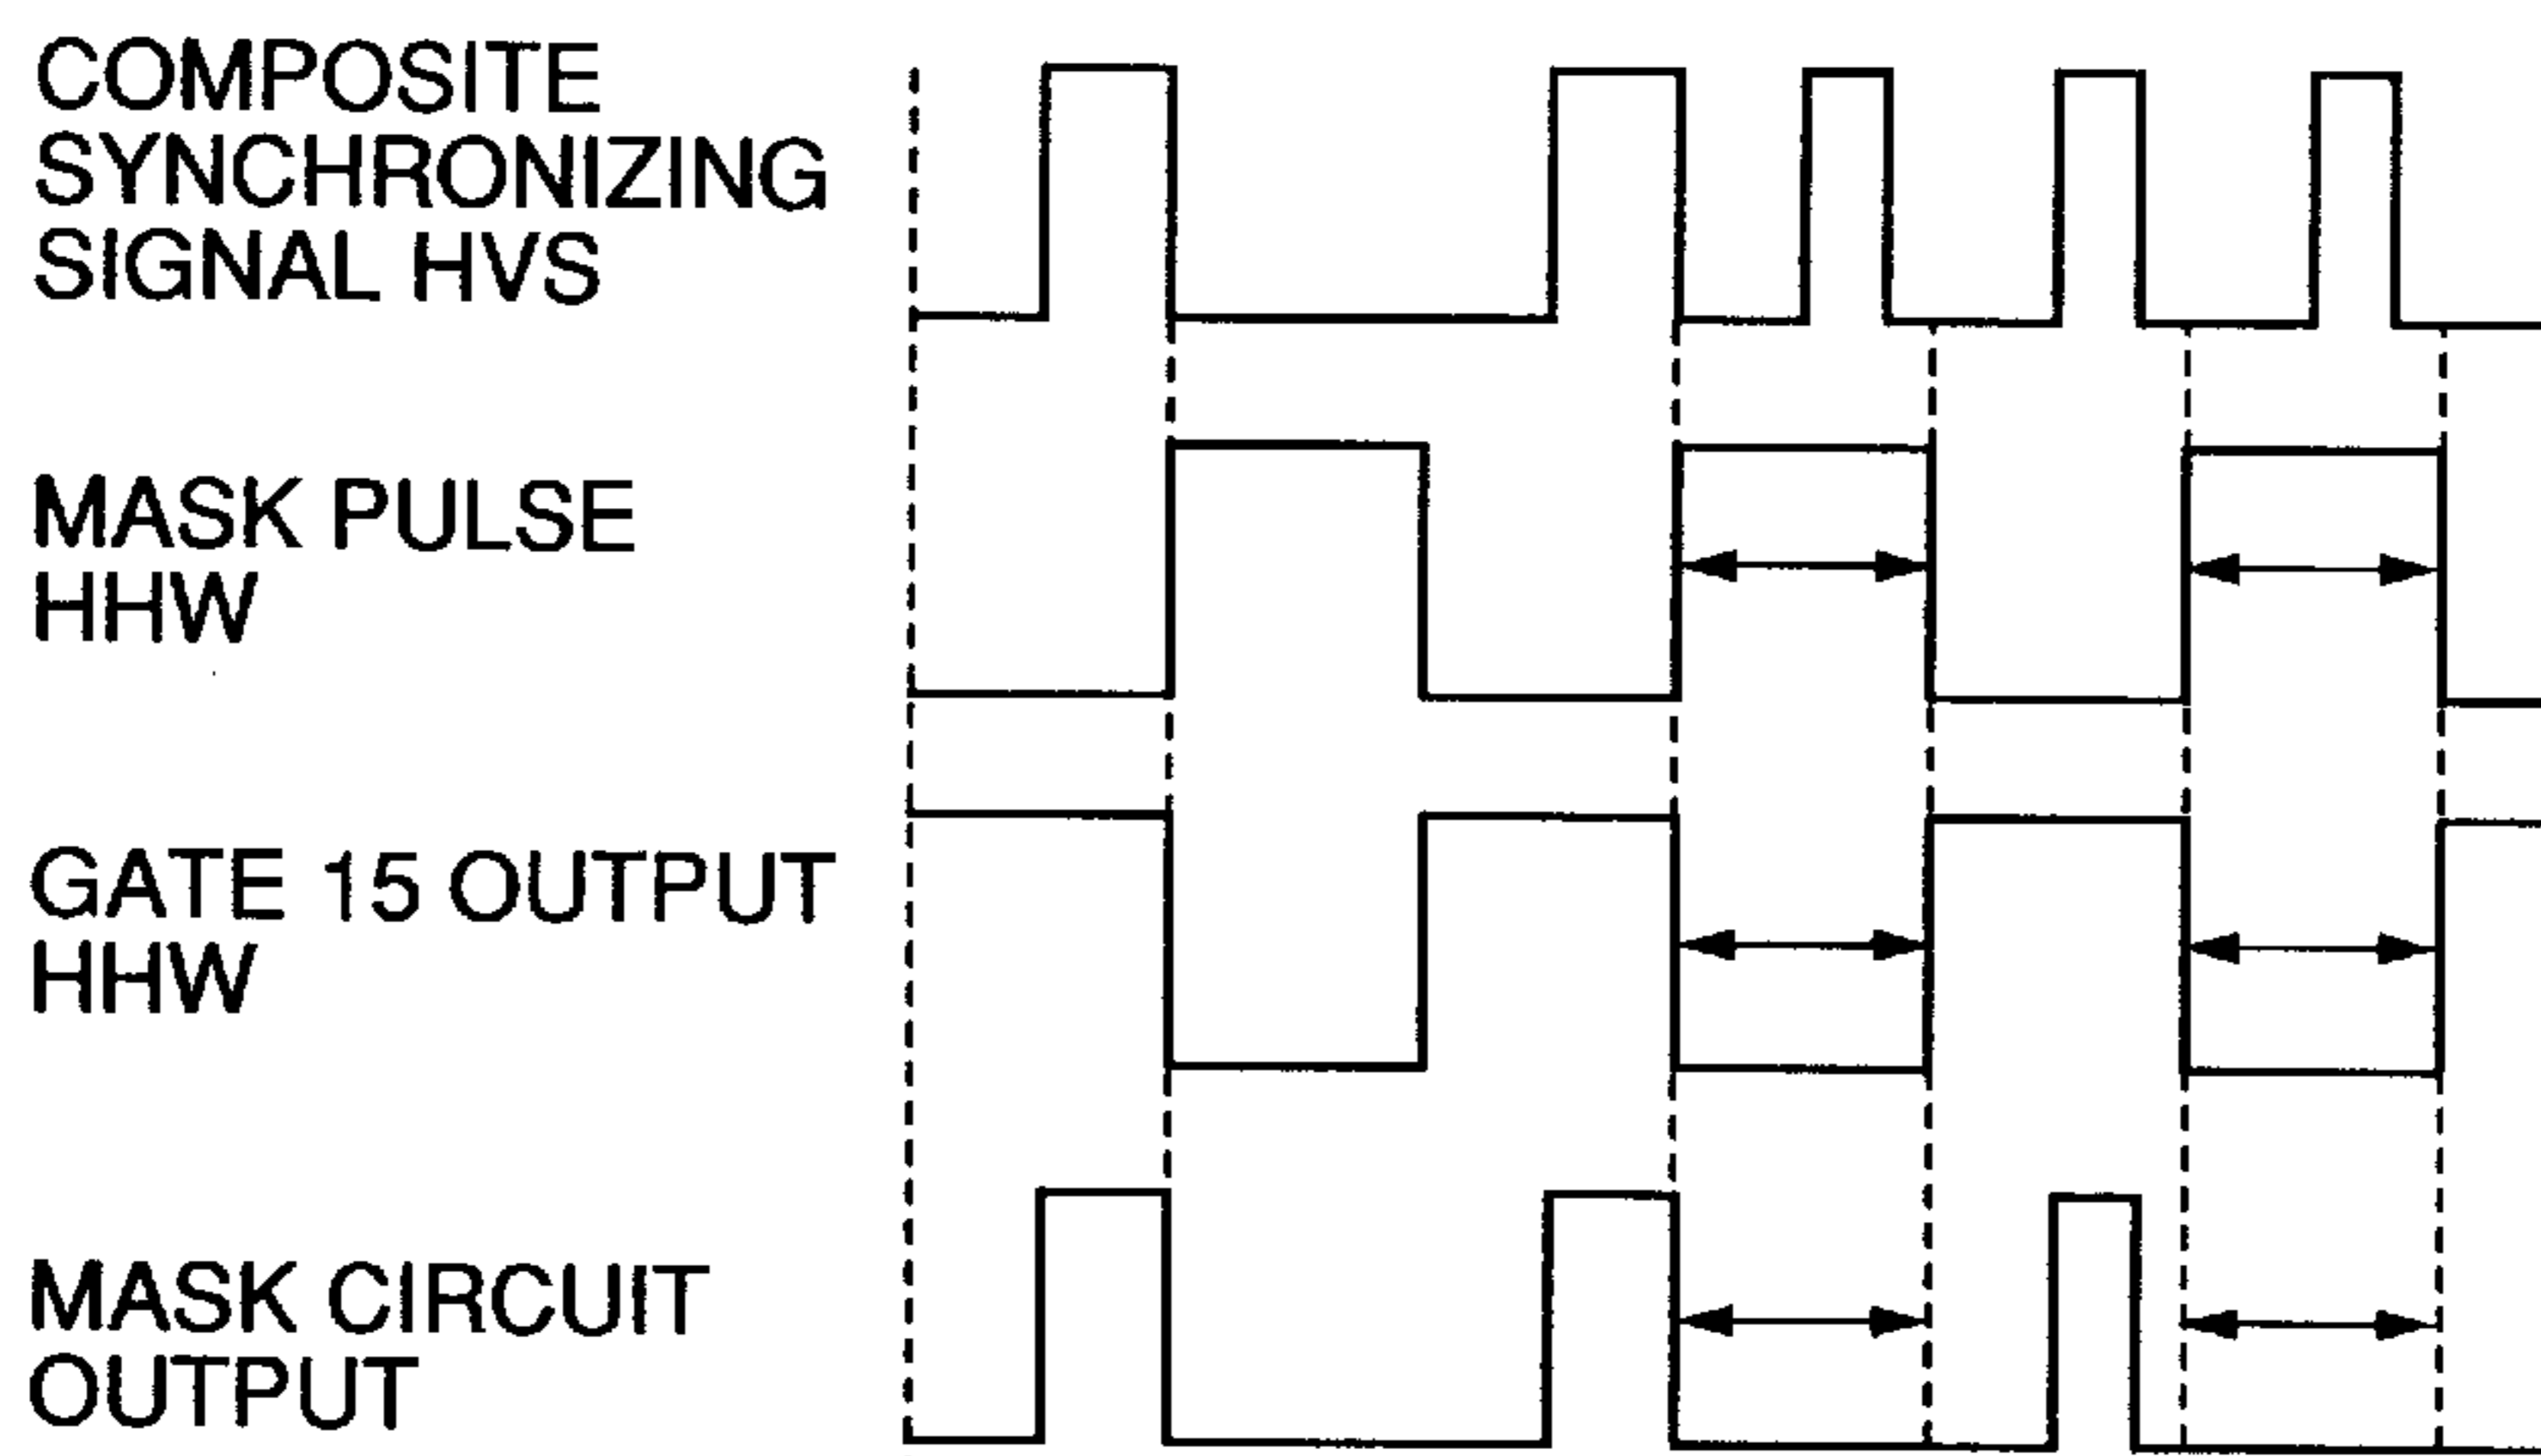 COMPOSITE
SYNCHRONIZING
SIGNAL HVS
MASK PULSE
HHW
GATE 15 OUTPUT
HHW
MASK CIRCUIT
OUTPUT